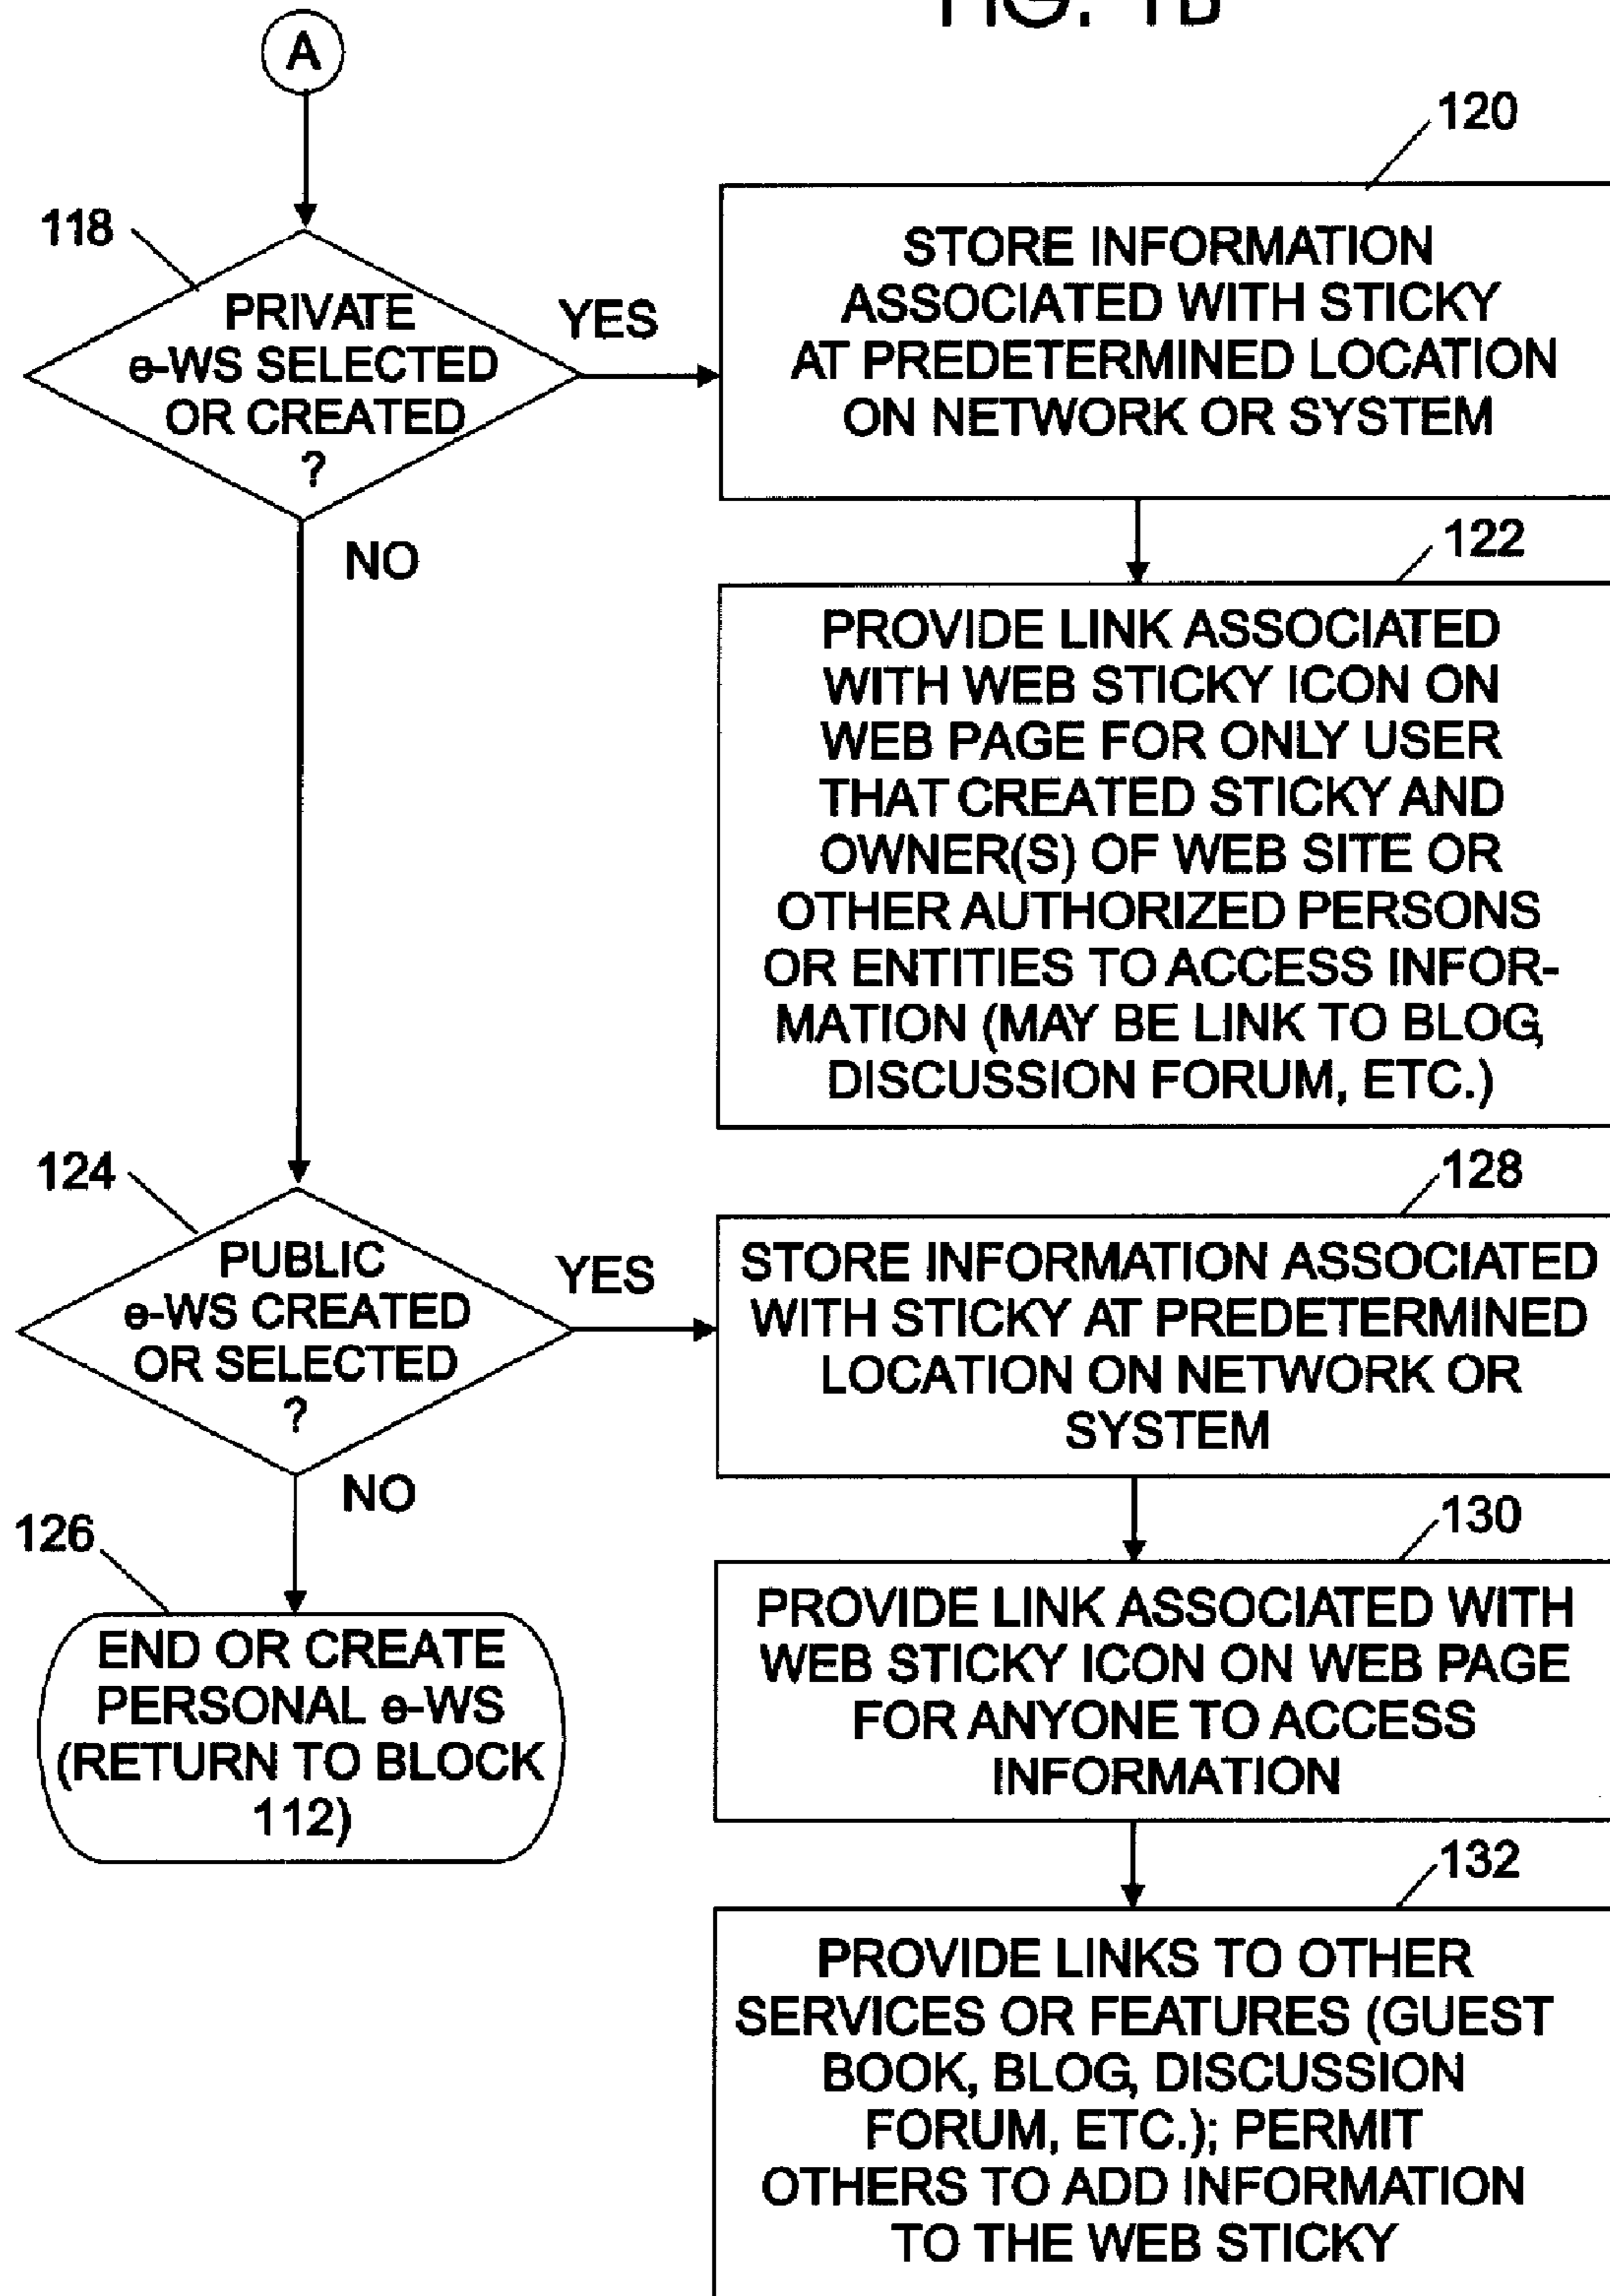 FIG. 1B
A
118
PRIVATE
e-WS SELECTED
OR CREATED
?
YES
NO
120
STORE INFORMATION
ASSOCIATED WITH STICKY
AT PREDETERMINED LOCATION
ON NETWORK OR SYSTEM
122
PROVIDE LINK ASSOCIATED
WITH WEB STICKY ICON ON
WEB PAGE FOR ONLY USER
THAT CREATED STICKY AND
OWNER(S) OF WEB SITE OR
OTHER AUTHORIZED PERSONS
OR ENTITIES TO ACCESS INFOR-
MATION (MAY BE LINK TO BLOG,
DISCUSSION FORUM, ETC.)
124
PUBLIC
e-WS CREATED
OR SELECTED
?
YES
NO
126
END OR CREATE
PERSONAL e-WS
(RETURN TO BLOCK
112)
128
STORE INFORMATION ASSOCIATED
WITH STICKY AT PREDETERMINED
LOCATION ON NETWORK OR
SYSTEM
130
PROVIDE LINK ASSOCIATED WITH
WEB STICKY ICON ON WEB PAGE
FOR ANYONE TO ACCESS
INFORMATION
132
PROVIDE LINKS TO OTHER
SERVICES OR FEATURES (GUEST
BOOK, BLOG, DISCUSSION
FORUM, ETC.); PERMIT
OTHERS TO ADD INFORMATION
TO THE WEB STICKY